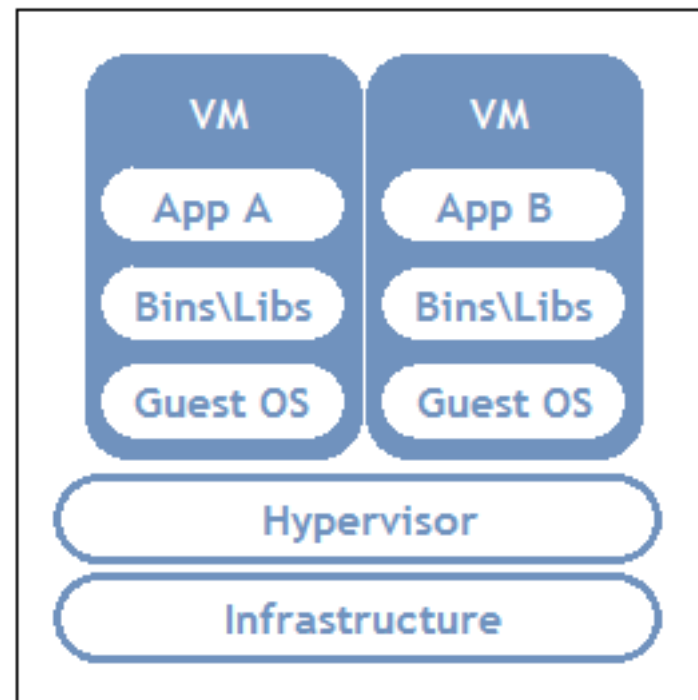 VM
App A
Bins\Libs
Guest OS
VM
App B
Bins\Libs
Guest OS
Hypervisor
Infrastructure